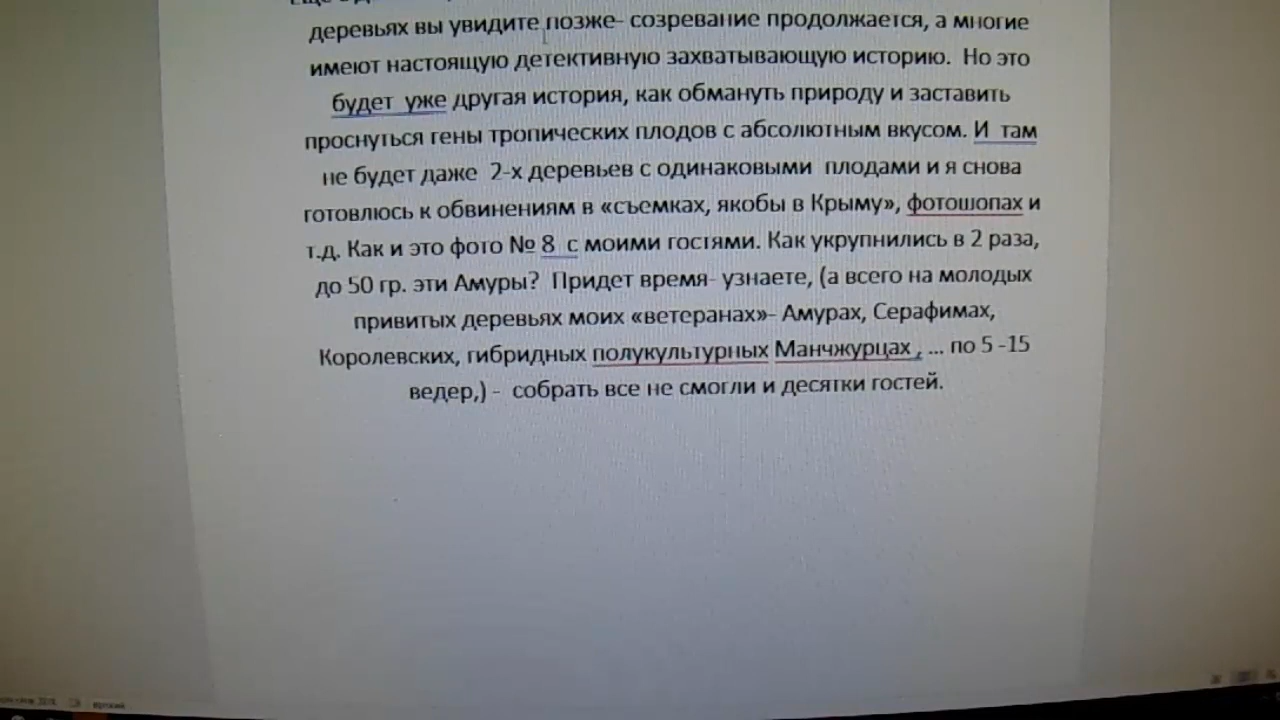 деревьях вы увидите позже- созревание продолжается, а многие
имеют настоящую детективную захватывающую историю.  Но это
будет  уже другая история, как обмануть природу и заставить
проснуться гены тропических плодов с абсолютным вкусом. И  там
не будет даже  2-х деревьев с одинаковыми  плодами и я снова
готовлюсь к обвинениям в «съемках, якобы в Крыму», фотошопах и
т.д. Как и это фото № 8  с моими гостями. Как укрупнились в 2 раза,
до 50 гр. эти Амуры?  Придет время- узнаете, (а всего на молодых
привитых деревьях моих «ветеранах»- Амурах, Серафимах,
Королевских, гибридных полукультурных Манчжурцах , ... по 5 -15
ведер,) -  собрать все не смогли и десятки гостей.